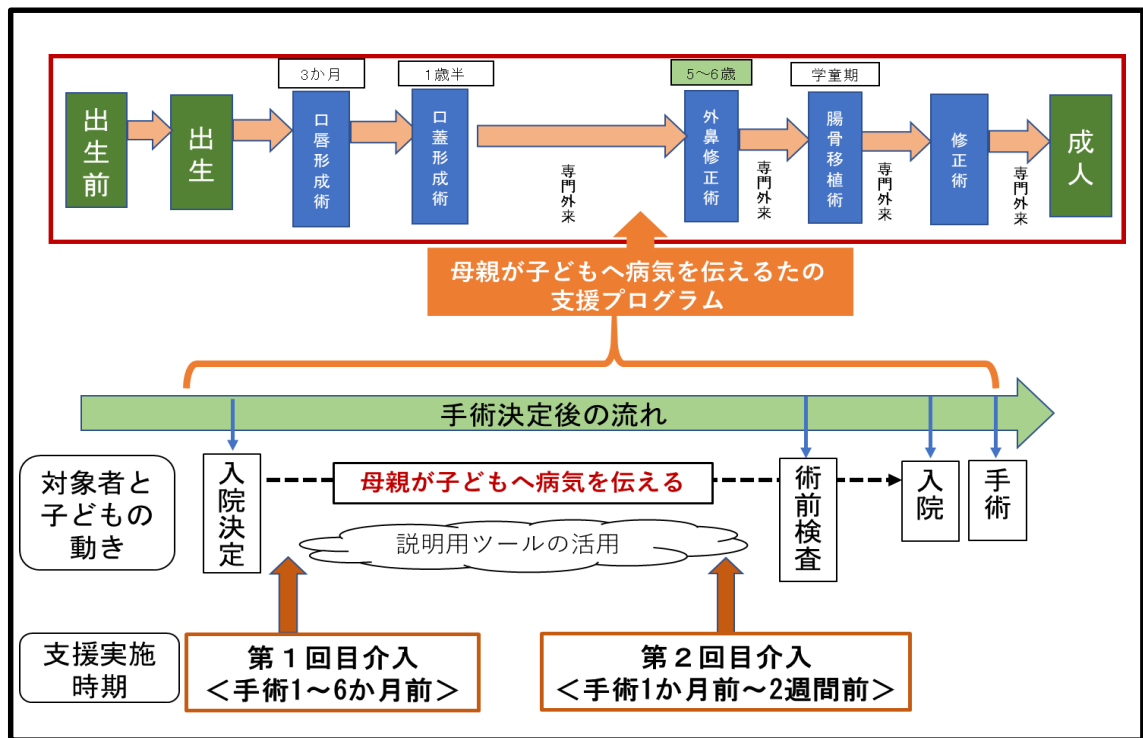 3か月
1歳半
5～6歳
学童期
出生前
出生
口唇形成術
口蓋形成術
専門外来
外鼻修正術
専門外来
腸骨移植術
専門外来
修正術
専門外来
成人
母親が子どもへ病気を伝えるたの
支援プログラム
手術決定後の流れ
対象者と
子どもの
動き
入院決定
母親が子どもへ病気を伝える
説明用ツールの活用
術前検査
入院
手術
支援実施
時期
第１回目介入
＜手術1～6か月前＞
第２回目介入
＜手術1か月前～2週間前＞